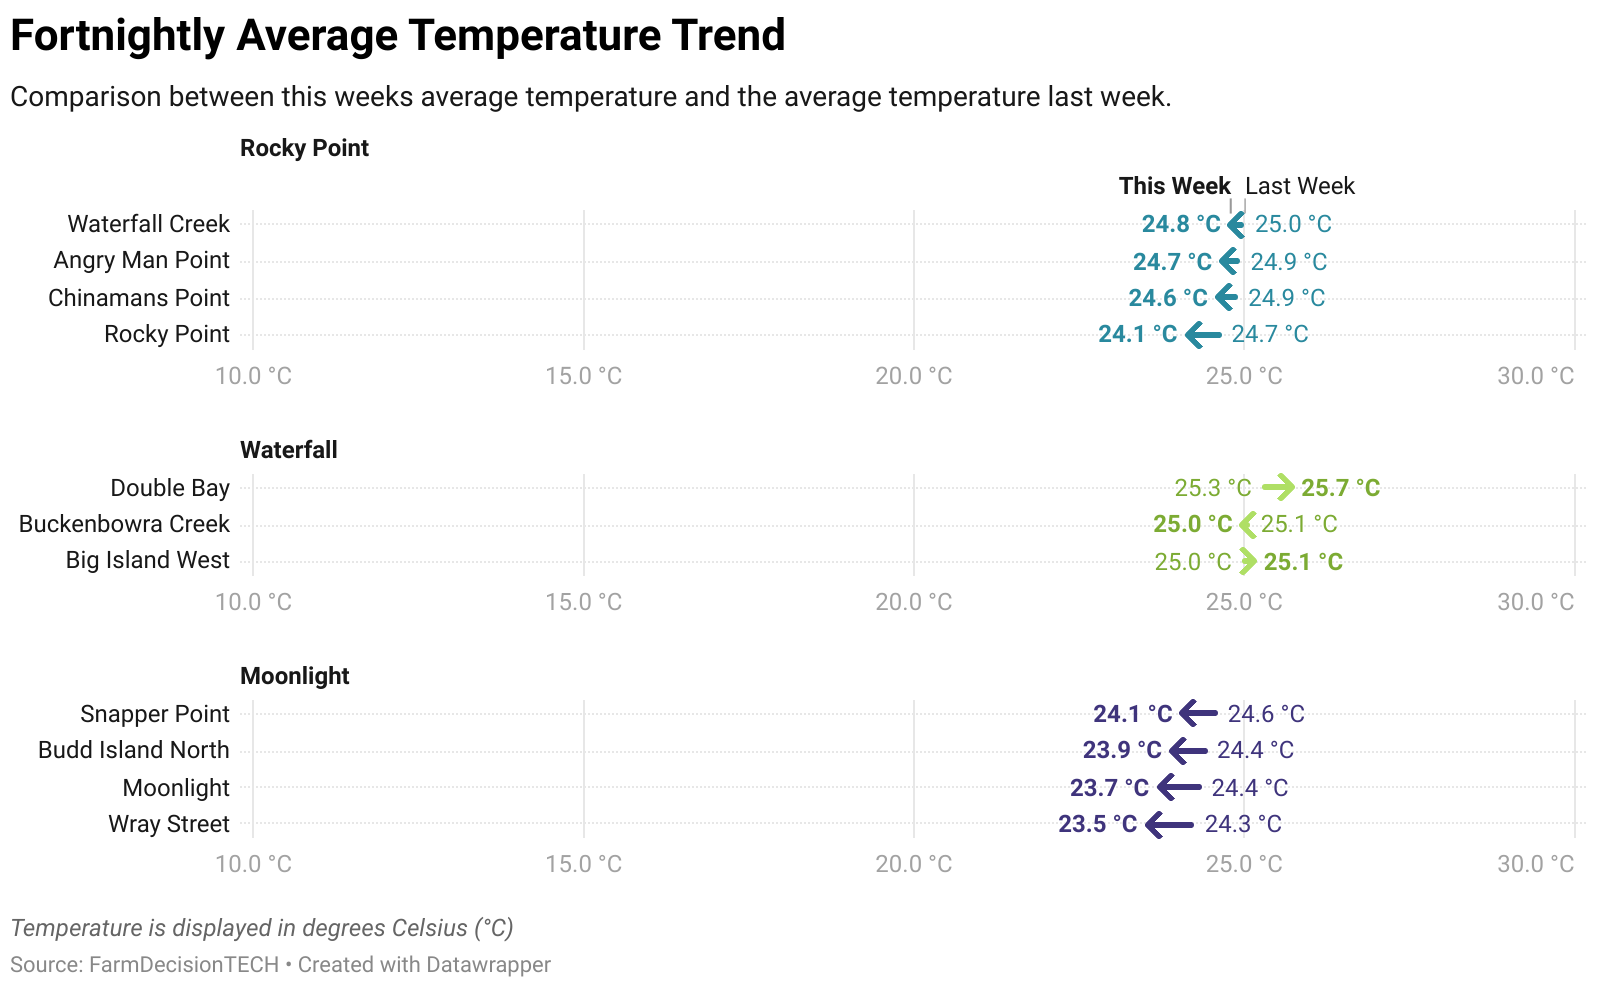 Fortnightly Average Temperature Trend
Comparison between this weeks average temperature and the average temperature last week.
Rocky Point
This Week Last Week
Waterfall Creek 24.8 °C 25.0 °C
Angry Man Point 24.7 °C 24.9 °C
Chinamans Point 24.6 °C 24.9 °C
Rocky Point 24.1 °C 24.7 °C
10.0 °C 15.0 °C 20.0 °C 25.0 °C 30.0 °C
Waterfall
Double Bay 25.3 °C 25.7 °C
Buckenbowra Creek 25.0 °C 25.1 °C
Big Island West 25.0 °C 25.1 °C
10.0 °C 15.0 °C 20.0 °C 25.0 °C 30.0 °C
Moonlight
Snapper Point 24.1 °C 24.6 °C
Budd Island North 23.9 °C 24.4 °C
Moonlight 23.7 °C 24.4 °C
Wray Street 23.5 °C 24.3 °C
10.0 °C 15.0 °C 20.0 °C 25.0 °C 30.0 °C
Temperature is displayed in degrees Celsius (°C)
Source: FarmDecisionTECH • Created with Datawrapper